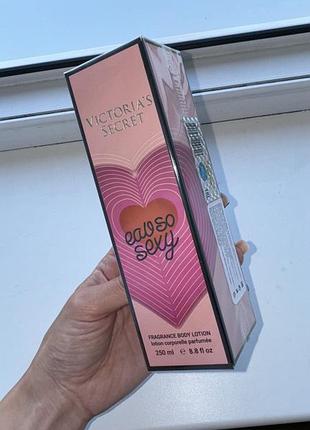 VICTORIA'S
SECRET
eau so
sexy
FRAGRANCE BODY LOTION
lotion corporelle parfumée
250 ml e 8.8 fl oz